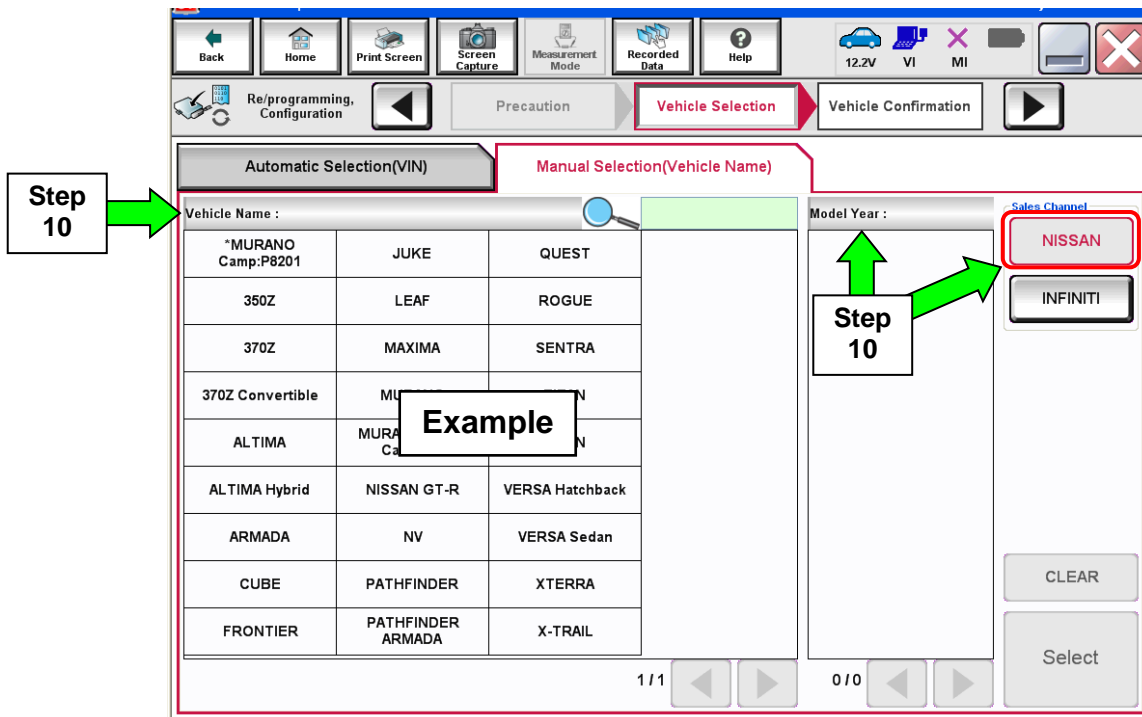 Back
Home
Print Screen
Screen
Capture
Measurement
Mode
Recorded
Data
Help
12.2V
VI
MI
Re/programming,
Configuration
Precaution
Vehicle Selection
Vehicle Confirmation
Automatic Selection(VIN)
Manual Selection(Vehicle Name)
Step
10
Vehicle Name :
Model Year :
Sales Channel
*MURANO
Camp:P8201
JUKE
QUEST
NISSAN
350Z
LEAF
ROGUE
INFINITI
Step
10
370Z
MAXIMA
SENTRA
370Z Convertible
Example
ALTIMA
ALTIMA Hybrid
NISSAN GT-R
VERSA Hatchback
ARMADA
NV
VERSA Sedan
CUBE
PATHFINDER
XTERRA
CLEAR
FRONTIER
PATHFINDER
ARMADA
X-TRAIL
Select
1/1
0/0